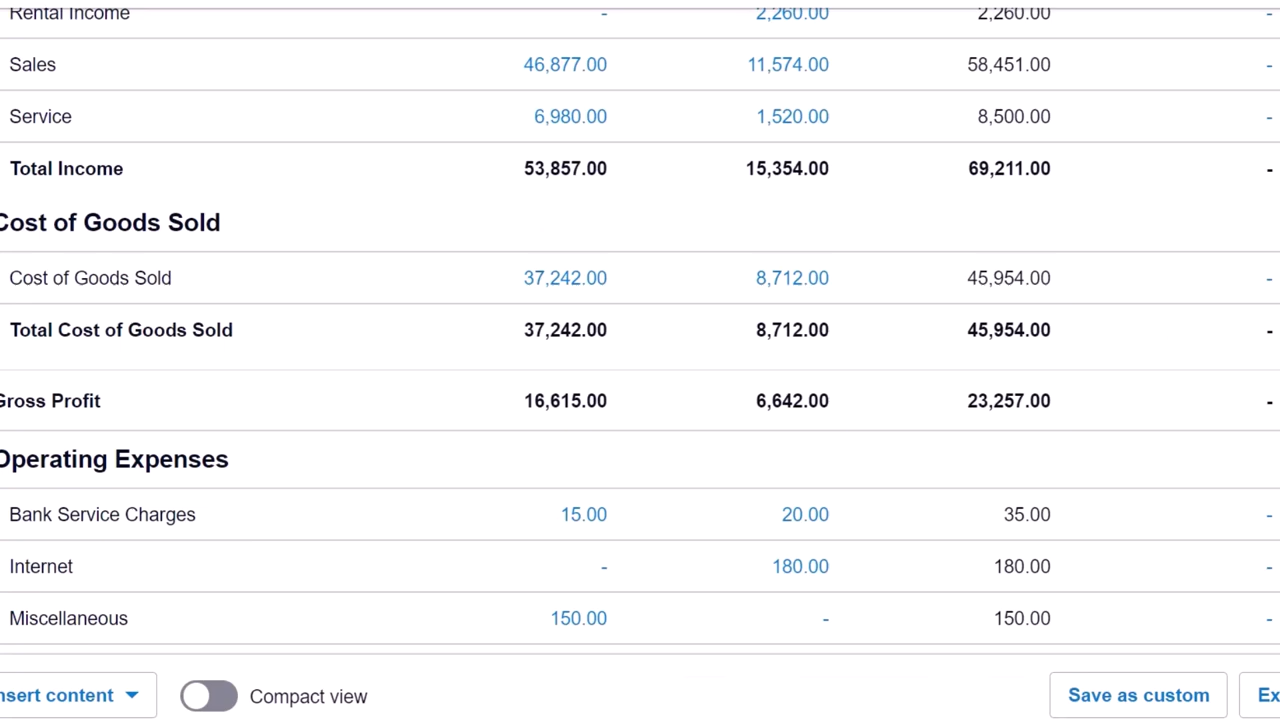 Rental Income - 2,260.00 2,260.00 -
Sales 46,877.00 11,574.00 58,451.00 -
Service 6,980.00 1,520.00 8,500.00 -
Total Income 53,857.00 15,354.00 69,211.00 -
Cost of Goods Sold
Cost of Goods Sold 37,242.00 8,712.00 45,954.00 -
Total Cost of Goods Sold 37,242.00 8,712.00 45,954.00 -
Gross Profit 16,615.00 6,642.00 23,257.00 -
Operating Expenses
Bank Service Charges 15.00 20.00 35.00 -
Internet - 180.00 180.00 -
Miscellaneous 150.00 - 150.00 -
nsert content Compact view Save as custom Ex